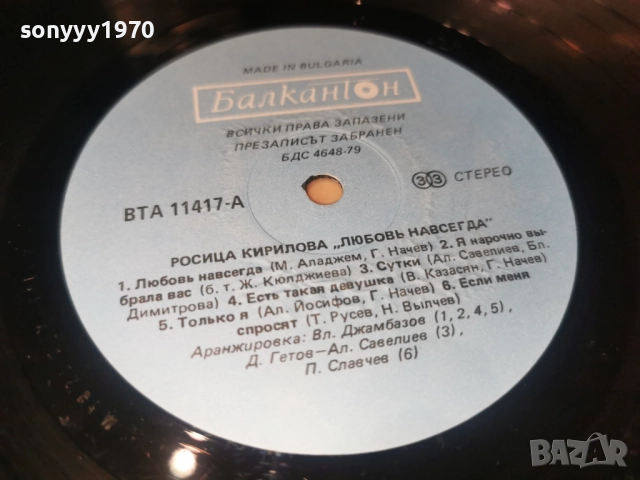 sonyyy1970
MADE IN BULGARIA
Балкантон
ВСИЧКИ ПРАВА ЗАПАЗЕНИ
ПРЕЗАПИСЪТ ЗАБРАНЕН
БДС 4648-79
ВТА 11417-А
33 СТЕРЕО
РОСИЦА КИРИЛОВА „ЛЮБОВЬ НАВСЕГДА"
1. Любовь навсегда (М. Аладжем, Г. Начев) 2. Я нарочно вы-
брала вас (б. т. Ж. Кюлджиева) 3. Сутки (Ал. Савелиев, Бл.
Димитрова) 4. Есть такая девушка (В. Казасян, Г. Начев)
5. Только я (Ал. Йосифов, Г. Начев) 6. Если меня
спросят (Т. Русев, Н. Вылчев)
Аранжировка: Вл. Джамбазов (1, 2, 4, 5),
Д. Гетов—Ал. Савелиев (3),
П. Славчев (6)
BAZAR